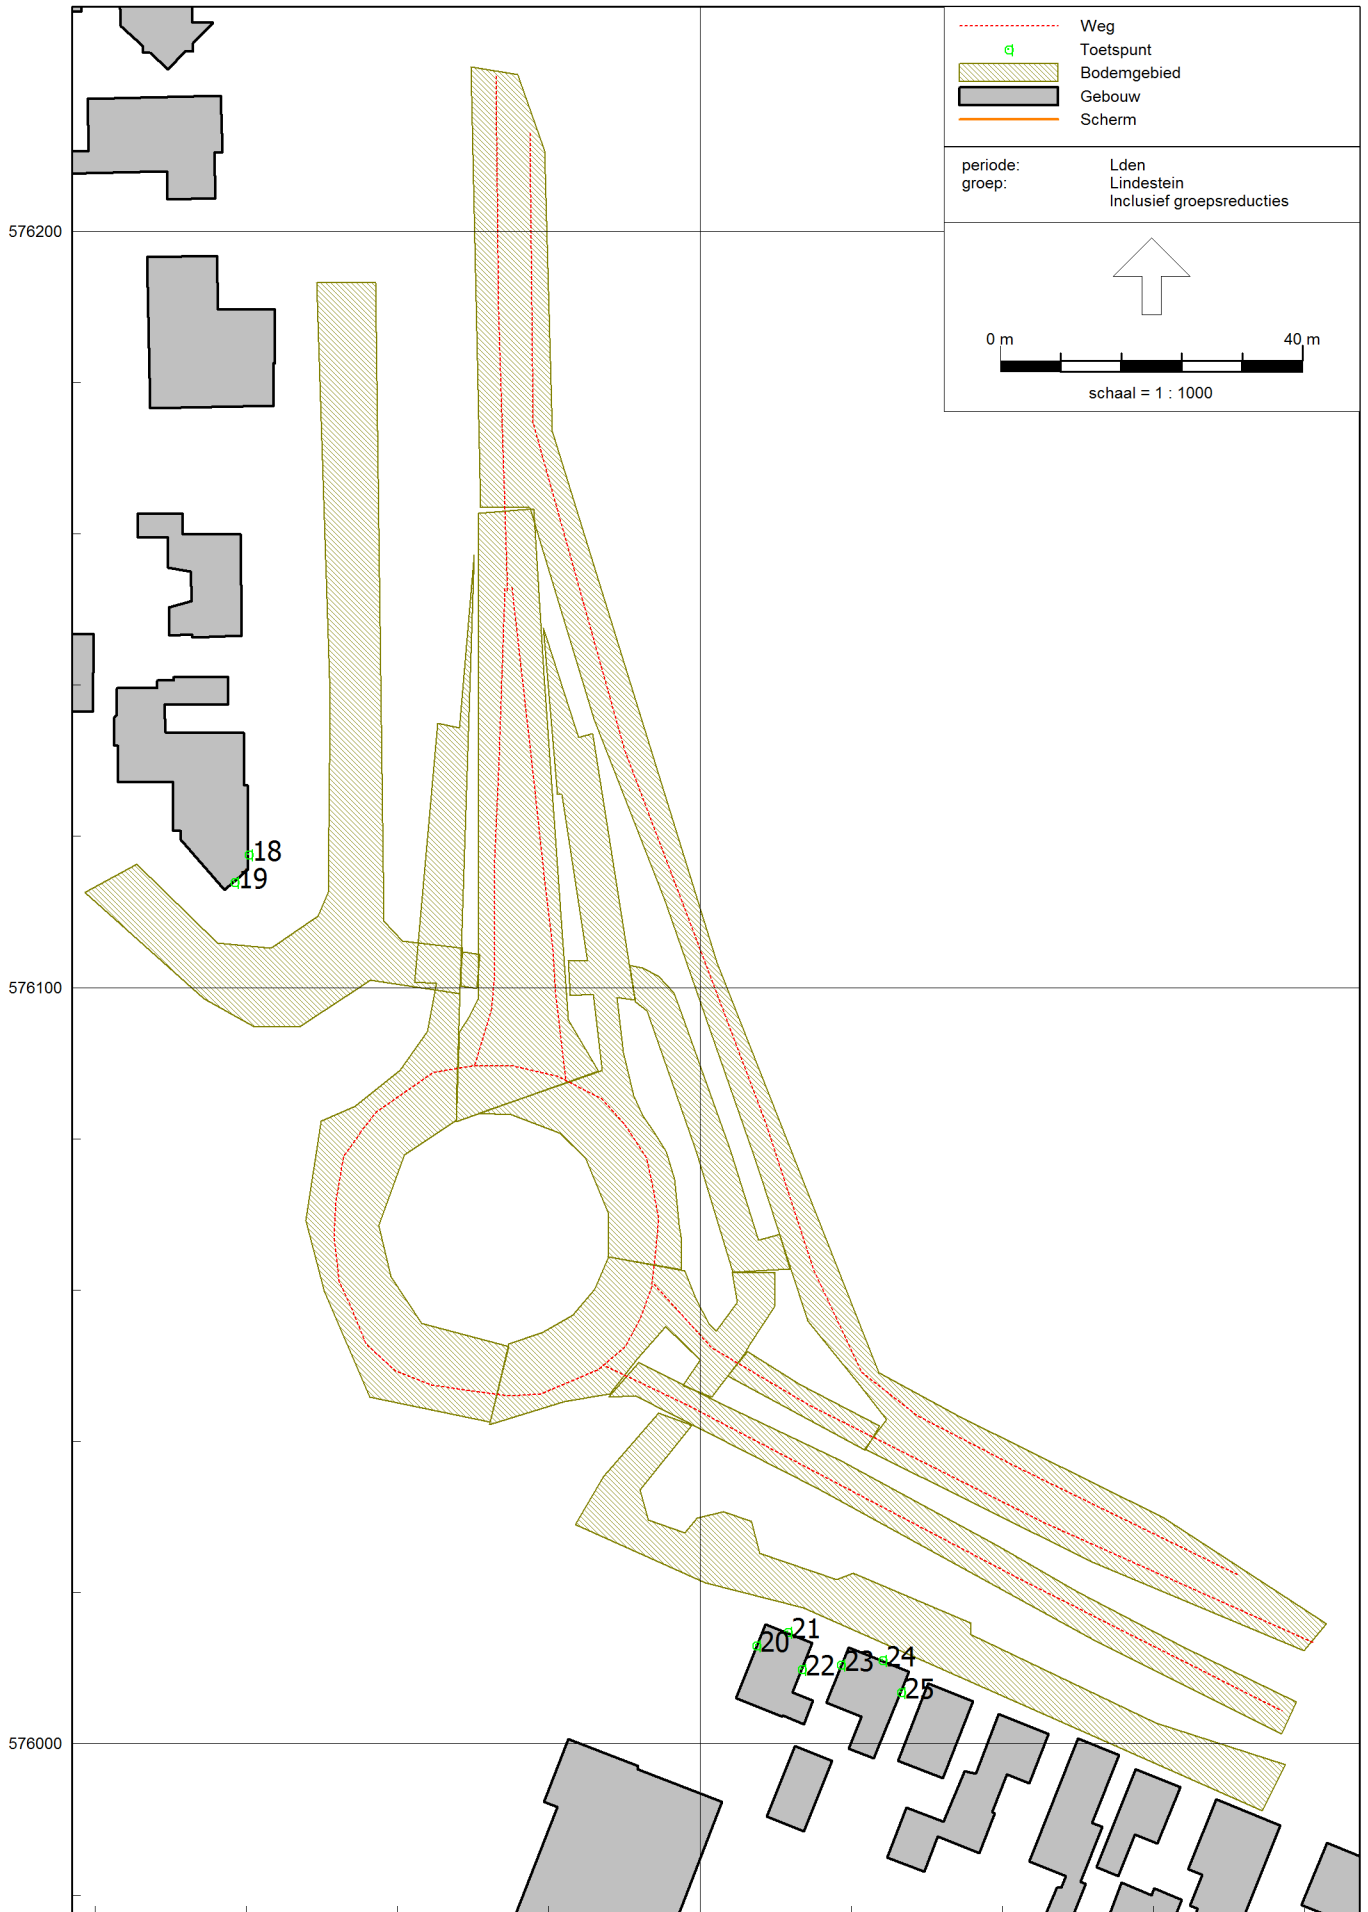 Weg
Toetspunt
Bodemgebied
Gebouw
Scherm
periode: Lden
groep: Lindestein
Inclusief groepsreducties
0 m 40 m
schaal = 1 : 1000
576200
18
19
576100
21
20
22
23
24
25
576000